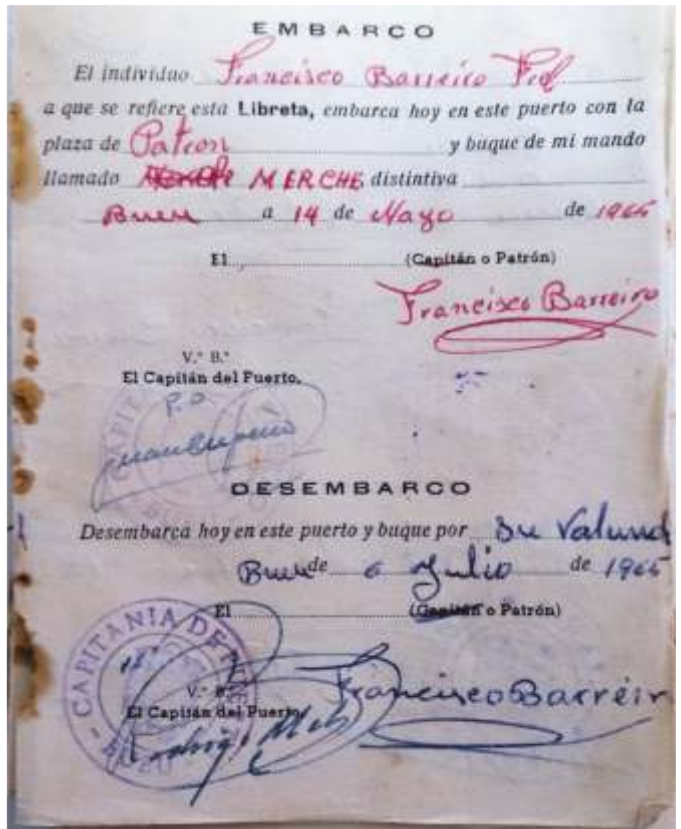 EMBARCO
El individuo Francisco Barreiro
a que se refiere esta Libreta, embarca hoy en este puerto con la
plaza de Patron y buque de mi mando
llamado MERCHE, distintiva
Bueu a 14 de Mayo de 1965
El (Capitán o Patrón)
Francisco Barreiro
V.º B.º
El Capitán del Puerto,
P.O.
DESEMBARCO
Desembarca hoy en este puerto y buque por Su Valund
Bueu de 6 Julio de 1965
El (Capitán o Patrón)
CAPITANIA DE
V.º B.º
El Capitán del Puerto,
Francisco Barreir
BUEU